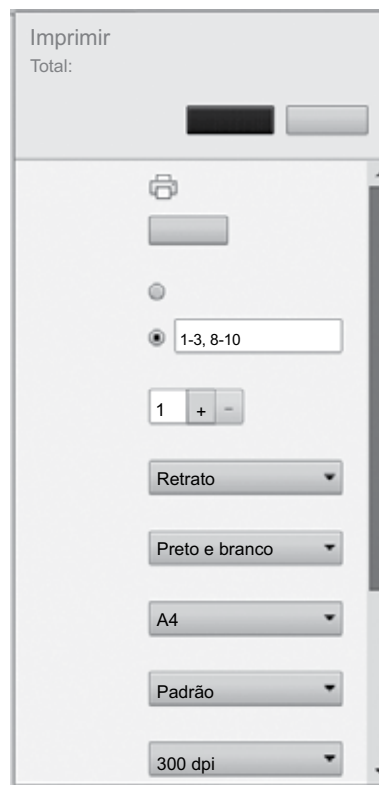 Imprimir
Total:
1-3, 8-10
1 + -
Retrato
Preto e branco
A4
Padrão
300 dpi